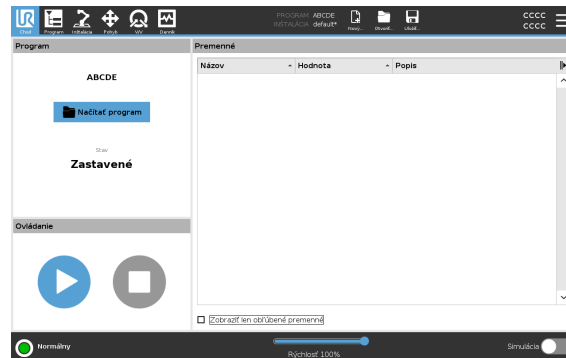 UR
Chod
Program
Inštalácia
Pohyb
V/V
Denník
PROGRAM ABCDE
INŠTALÁCIA default*
Nový...
Otvoriť...
Uložiť...
CCCC
CCCC
Program
ABCDE
Načítať program
Stav
Zastavené
Ovládanie
Premenné
Názov
Hodnota
Popis
Zobraziť len obľúbené premenné
Normálny
Rýchlosť 100%
Simulácia